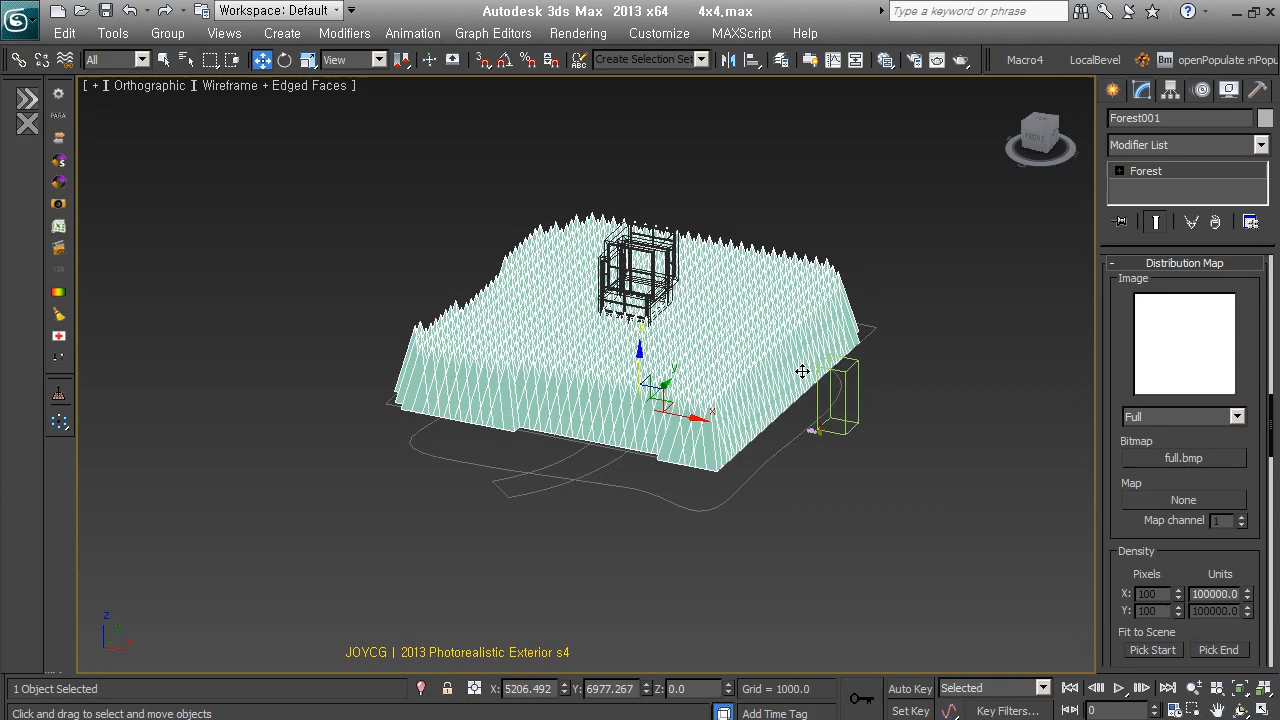 Workspace: Default
Autodesk 3ds Max 2013 x64 4x4.max
Type a keyword or phrase
Edit Tools Group Views Create Modifiers Animation Graph Editors Rendering Customize MAXScript Help
All View Create Selection Set Macro4 LocalBevel Bm openPopulate
[ + ] Orthographic ] Wireframe + Edged Faces ]
PARA
TOP
FRONT
Forest001
Modifier List
Forest
Distribution Map
Image
Full
Bitmap
full.bmp
Map
None
Map channel 1
Density
Pixels Units
X: 100 100000.0
Y: 100 100000.0
Fit to Scene
Pick Start Pick End
z
y
x
JOYCG | 2013 Photorealistic Exterior s4
1 Object Selected X: 5206.492 Y: 6977.267 Z: 0.0 Grid = 1000.0 Auto Key Selected
Click and drag to select and move objects Add Time Tag Set Key Key Filters... 0